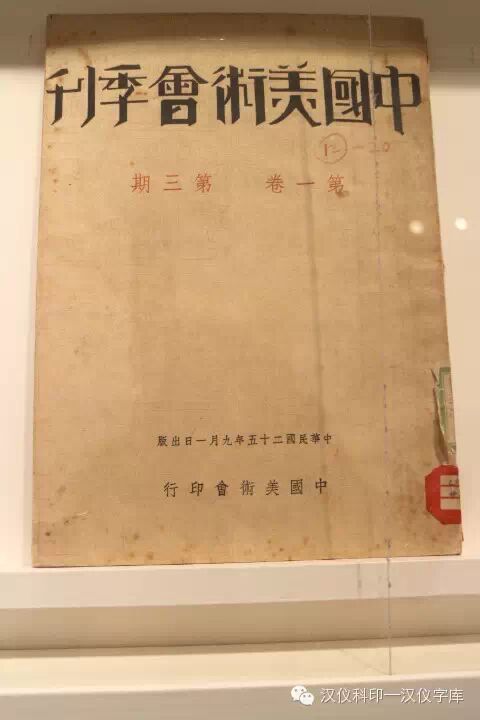 中國美術會季刊
第一卷 第三期
中華民國二十五年九月一日出版
中國美術會印行
汉仪科印—汉仪字库